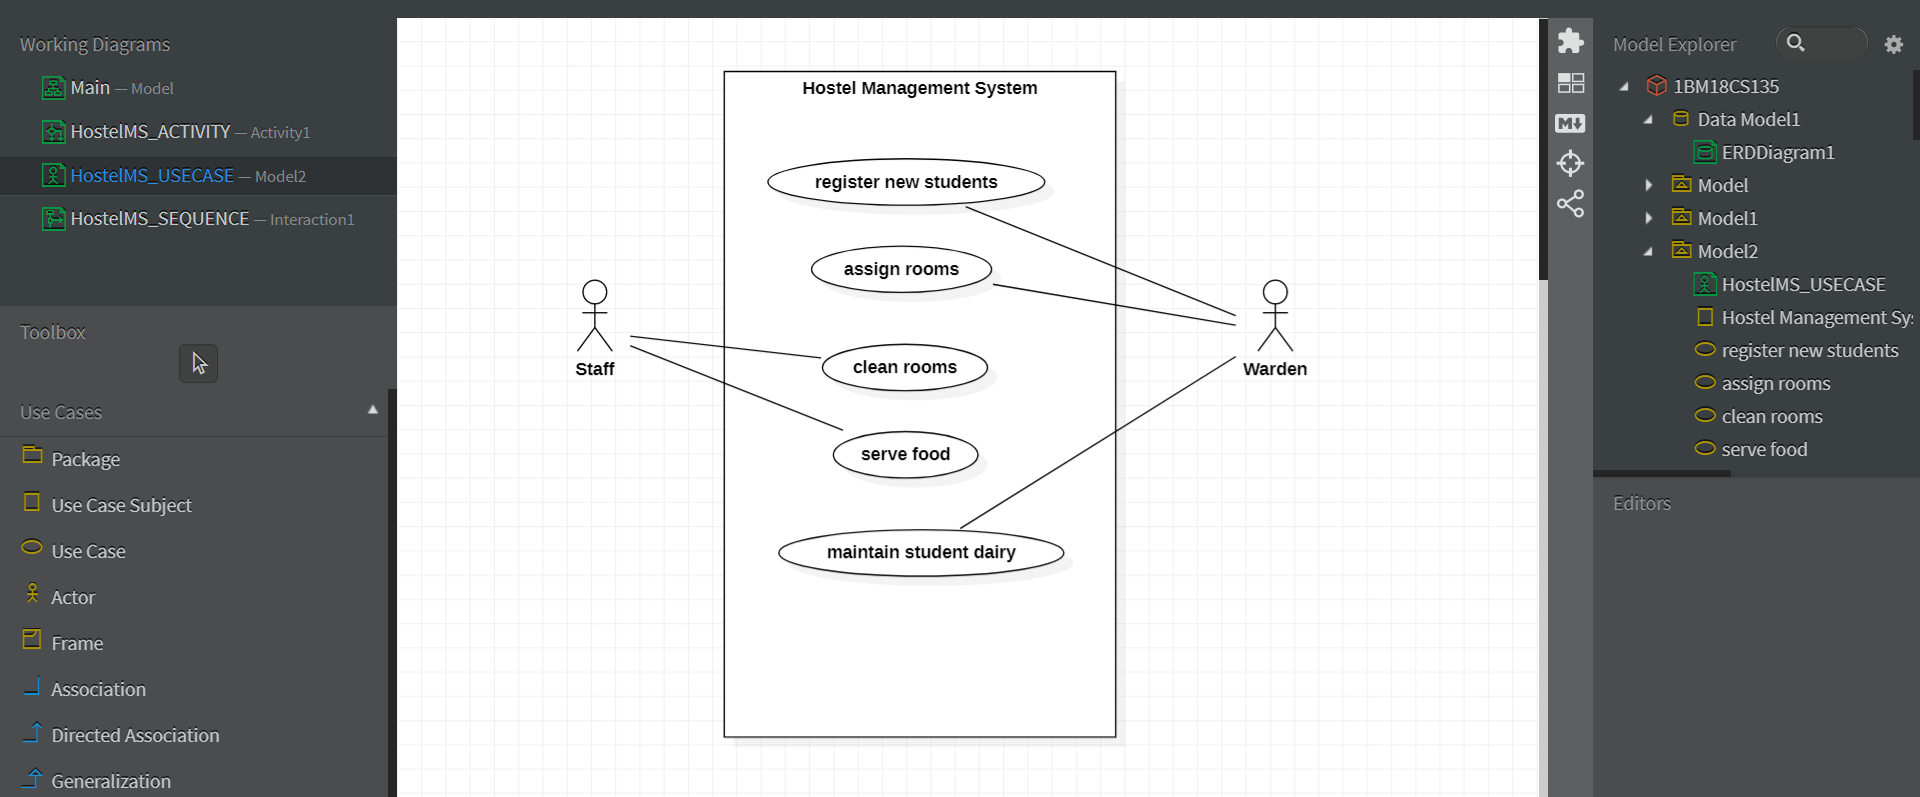 Working Diagrams
Main — Model
HostelMS_ACTIVITY — Activity1
HostelMS_USECASE — Model2
HostelMS_SEQUENCE — Interaction1
Toolbox
Use Cases
Package
Use Case Subject
Use Case
Actor
Frame
Association
Directed Association
Generalization
Hostel Management System
register new students
assign rooms
clean rooms
serve food
maintain student dairy
Staff
Warden
M
Model Explorer
1BM18CS135
Data Model1
ERDDiagram1
Model
Model1
Model2
HostelMS_USECASE
Hostel Management Sy
register new students
assign rooms
clean rooms
serve food
Editors